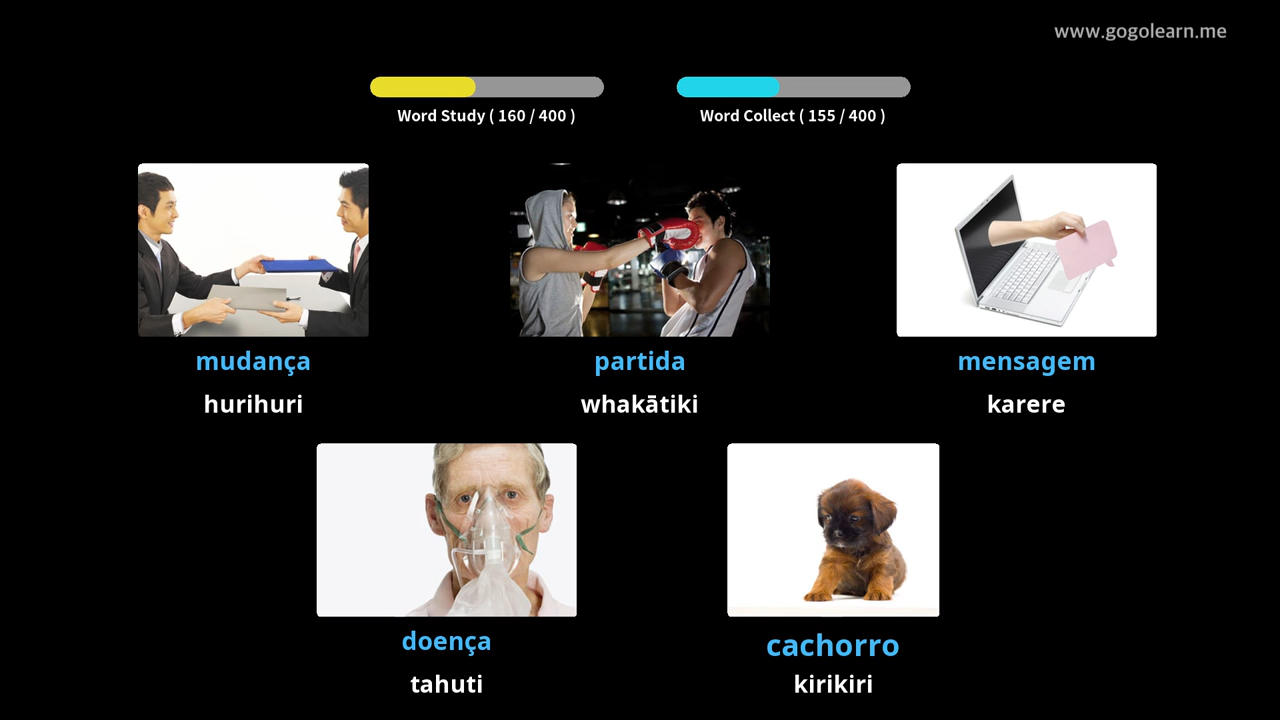 www.gogolearn.me
Word Study ( 160 / 400 )
Word Collect ( 155 / 400 )
mudança
hurihuri
partida
whakātiki
mensagem
karere
doença
tahuti
cachorro
kirikiri